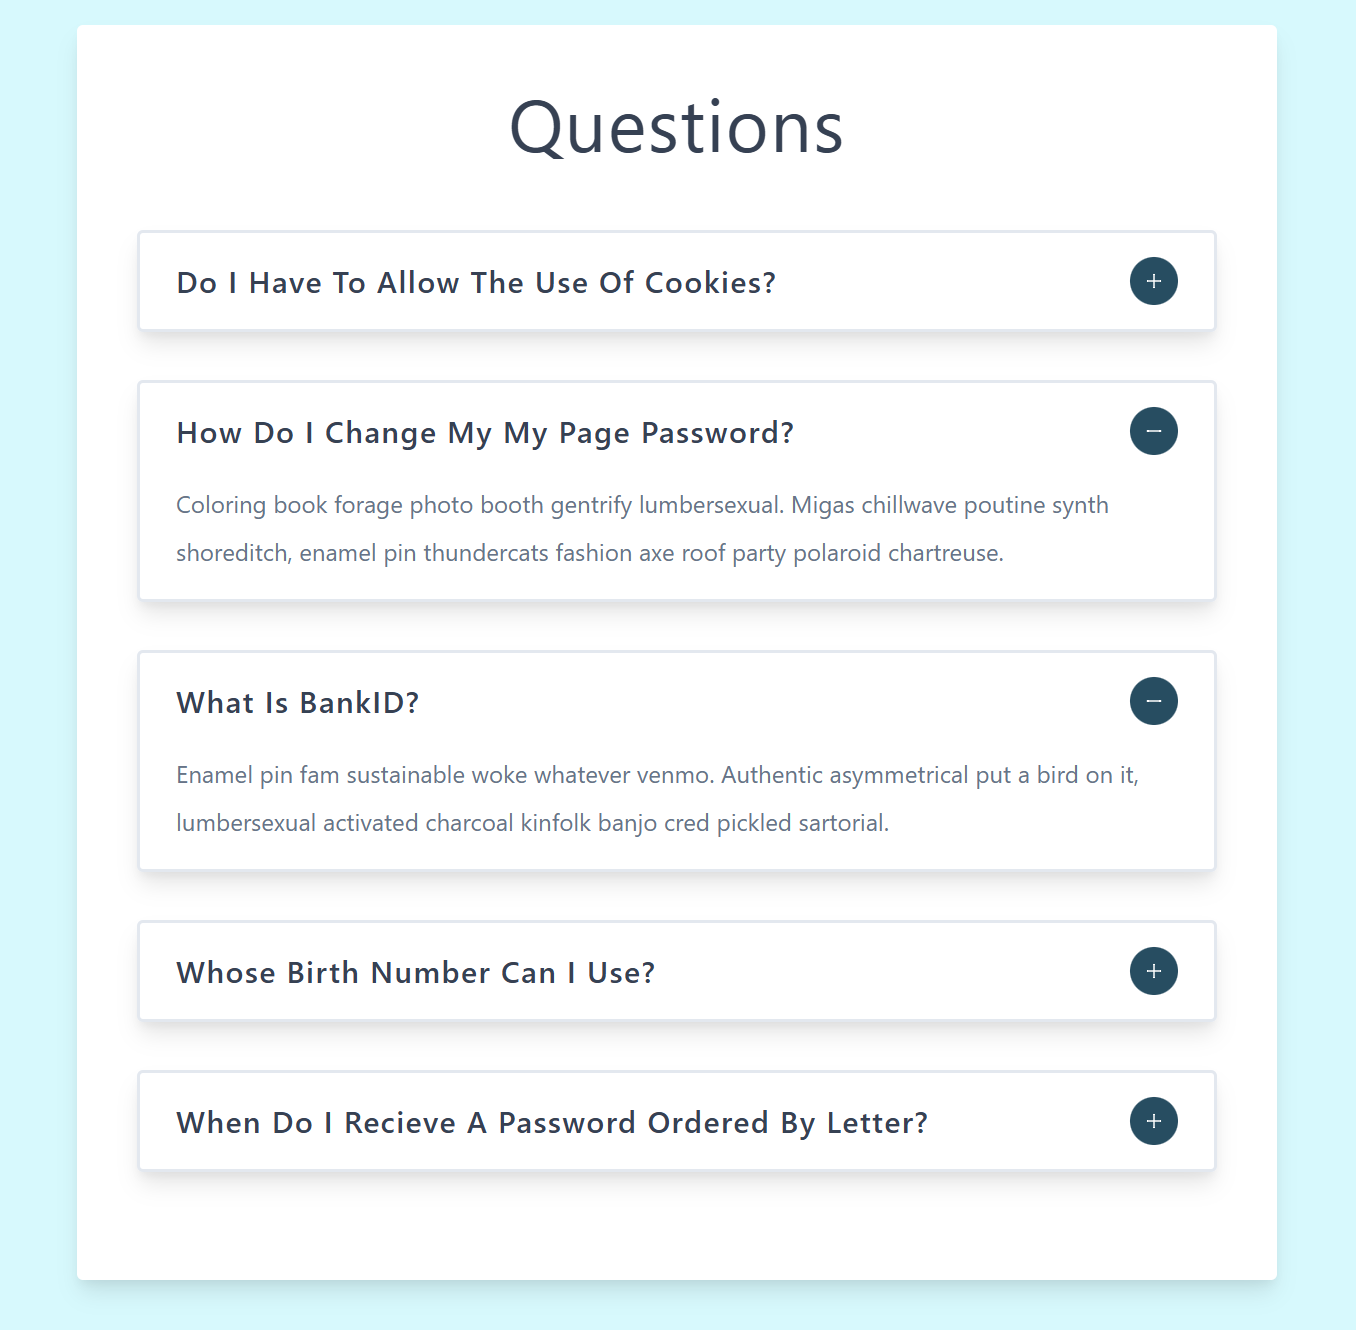 Questions
Do I Have To Allow The Use Of Cookies?
How Do I Change My My Page Password?
Coloring book forage photo booth gentrify lumbersexual. Migas chillwave poutine synth
shoreditch, enamel pin thundercats fashion axe roof party polaroid chartreuse.
What Is BankID?
Enamel pin fam sustainable woke whatever venmo. Authentic asymmetrical put a bird on it,
lumbersexual activated charcoal kinfolk banjo cred pickled sartorial.
Whose Birth Number Can I Use?
When Do I Recieve A Password Ordered By Letter?